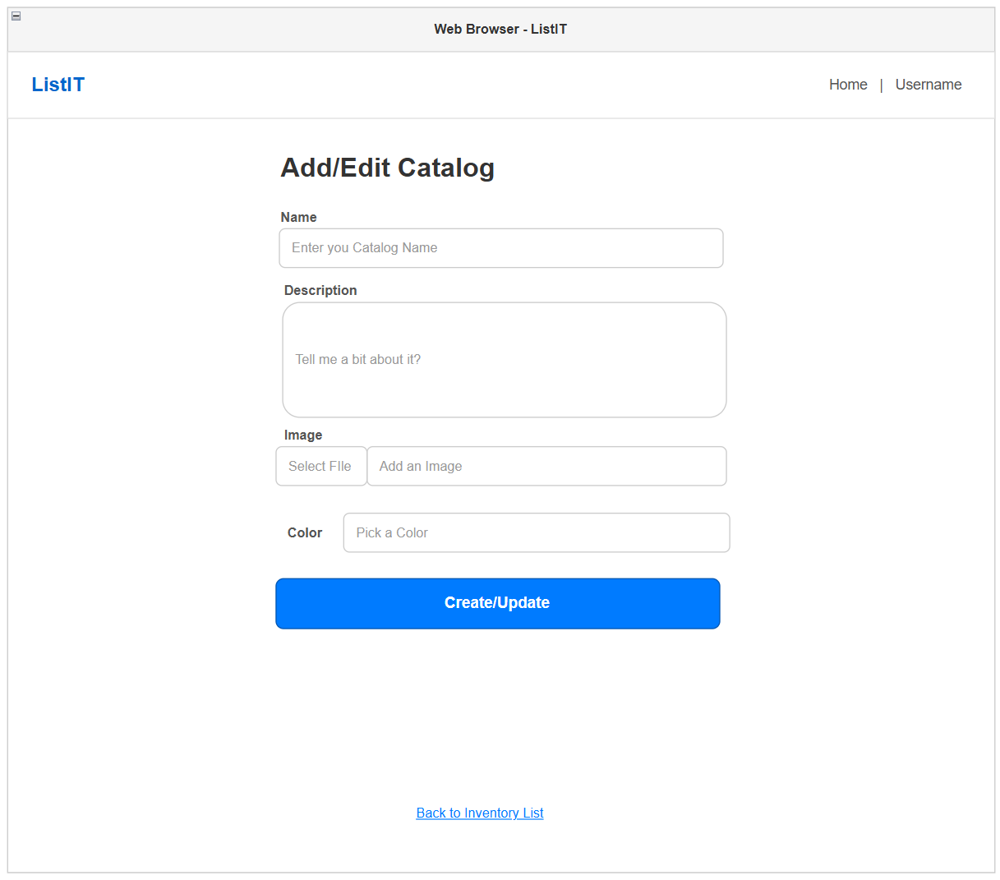 Web Browser - ListIT
ListIT
Home | Username
Add/Edit Catalog
Name
Enter you Catalog Name
Description
Tell me a bit about it?
Image
Select FIle
Add an Image
Color
Pick a Color
Create/Update
Back to Inventory List